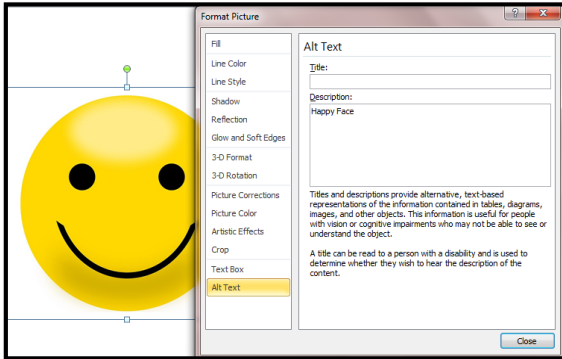 Format Picture
Fill
Line Color
Line Style
Shadow
Reflection
Glow and Soft Edges
3-D Format
3-D Rotation
Picture Corrections
Picture Color
Artistic Effects
Crop
Text Box
Alt Text
Alt Text
Title:
Description:
Happy Face
Titles and descriptions provide alternative, text-based
representations of the information contained in tables, diagrams,
images, and other objects. This information is useful for people
with vision or cognitive impairments who may not be able to see or
understand the object.
A title can be read to a person with a disability and is used to
determine whether they wish to hear the description of the
content.
Close